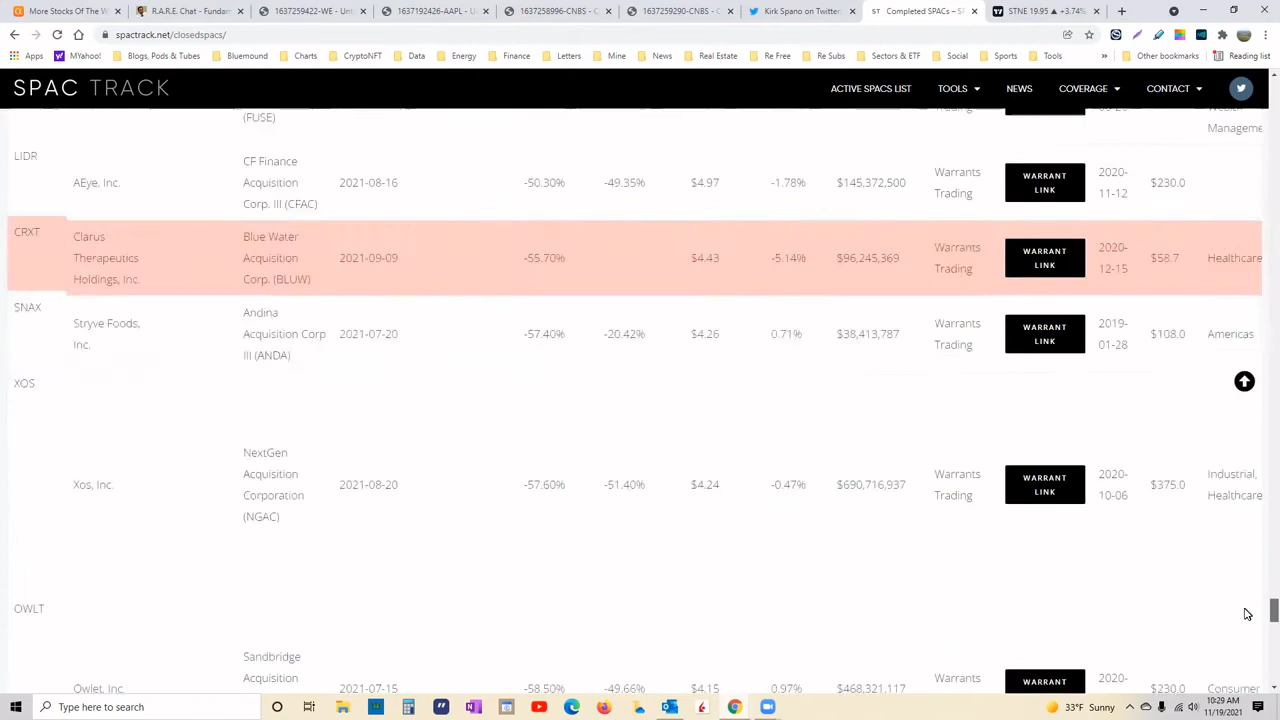 More Stocks Of The W
R.A.R.E. Chat - Fundam
1637259422-WE - Unt
1637192426-AAPL - U
1637258996-CNBS - C
1637259290-CNBS - C
Kirk Spano on Twitter:
Completed SPACs – S
STNE 19.95 ▲ +3.74%
spactrack.net/closedspacs/
Apps
MYahoo!
Blogs, Pods & Tubes
Bluemound
Charts
CryptoNFT
Data
Energy
Finance
Letters
Mine
News
Real Estate
Re Free
Re Subs
Sectors & ETF
Social
Sports
Tools
Other bookmarks
Reading list
SPAC TRACK
ACTIVE SPACS LIST
TOOLS
NEWS
COVERAGE
CONTACT
(FUSE)
Manageme
LIDR
AEye, Inc.
CF Finance
Acquisition
Corp. III (CFAC)
2021-08-16
-50.30%
-49.35%
$4.97
-1.78%
$145,372,500
Warrants
Trading
WARRANT
LINK
2020-
11-12
$230.0
CRXT
Clarus
Therapeutics
Holdings, Inc.
Blue Water
Acquisition
Corp. (BLUW)
2021-09-09
-55.70%
$4.43
-5.14%
$96,245,369
Warrants
Trading
WARRANT
LINK
2020-
12-15
$58.7
Healthcare
SNAX
Stryve Foods,
Inc.
Andina
Acquisition Corp
III (ANDA)
2021-07-20
-57.40%
-20.42%
$4.26
0.71%
$38,413,787
Warrants
Trading
WARRANT
LINK
2019-
01-28
$108.0
Americas
XOS
Xos, Inc.
NextGen
Acquisition
Corporation
(NGAC)
2021-08-20
-57.60%
-51.40%
$4.24
-0.47%
$690,716,937
Warrants
Trading
WARRANT
LINK
2020-
10-06
$375.0
Industrial,
Healthcare
OWLT
Owlet, Inc.
Sandbridge
Acquisition
2021-07-15
-58.50%
-49.66%
$4.15
0.97%
$468,321,117
Warrants
WARRANT
2020-
$230.0
Consumer
Type here to search
33°F Sunny
10:29 AM
11/19/2021